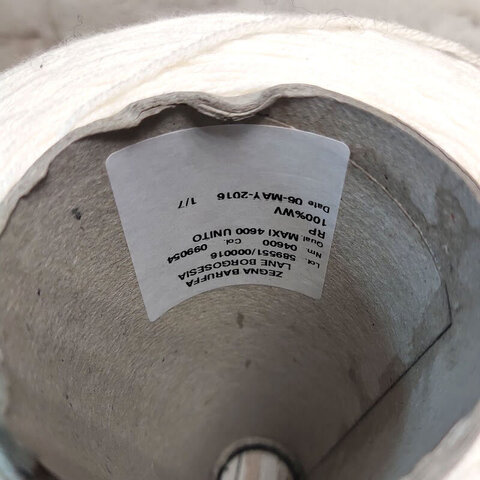 ZEGNA BARUFFA
LANE BORGOSESIA
Lot. 589551/000016
Nm. 04600 Col. 099054
Qual. MAXI 4600 UNITO
RP
100%WV
Date 06-MAY-2016 1/7